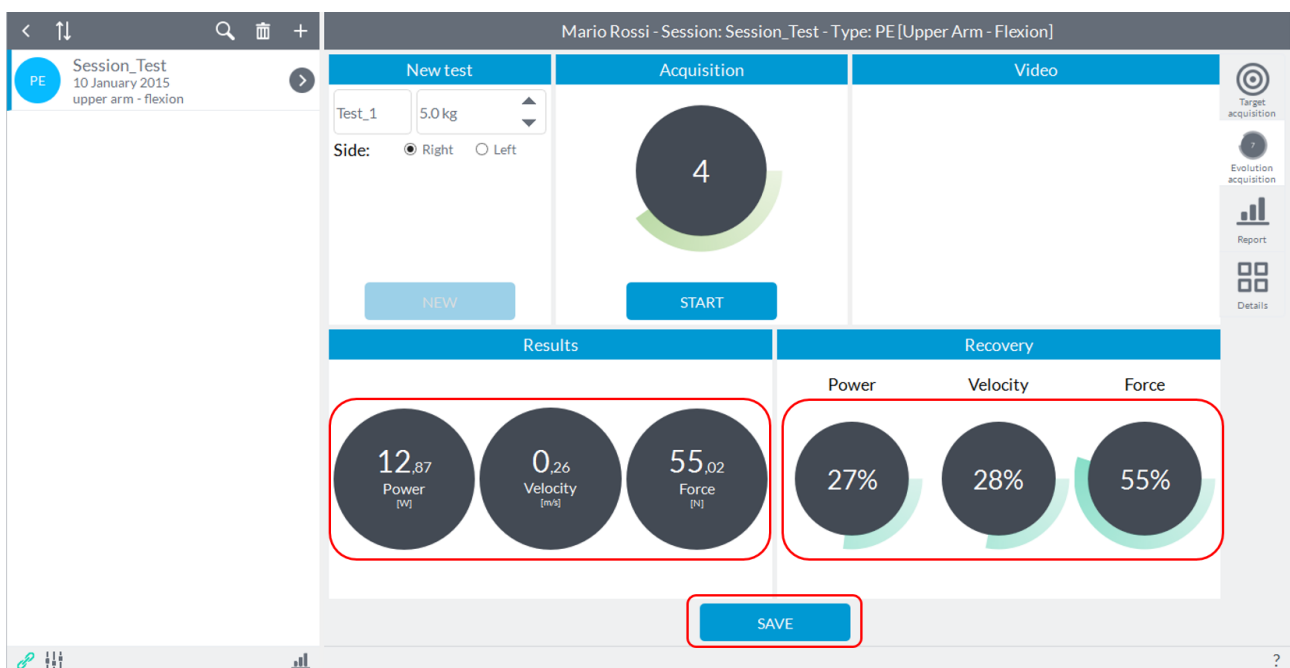 Mario Rossi - Session: Session_Test - Type: PE [Upper Arm - Flexion]
PE
Session_Test
10 January 2015
upper arm - flexion
New test
Test_1
5.0 kg
Side:
Right
Left
NEW
Acquisition
4
START
Video
Target
acquisition
?
Evolution
acquisition
Report
Details
Results
12,87
Power
[W]
0,26
Velocity
[m/s]
55,02
Force
[N]
Recovery
Power
Velocity
Force
27%
28%
55%
SAVE
?